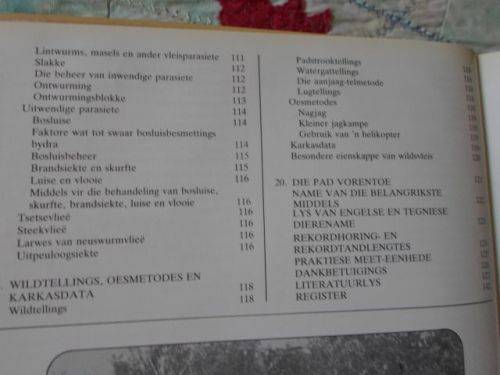 Lintwurms, masels en ander vleisparasiete 111
Slakke 112
Die beheer van inwendige parasiete 112
Ontwurming 112
Ontwurmingsblokke 113
Uitwendige parasiete 114
Bosluise 114
Faktore wat tot swaar bosluisbesmettings
bydra 114
Bosluisbeheer 115
Brandsiekte en skurfte 115
Luise en vlooie 115
Middels vir die behandeling van bosluise,
skurfte, brandsiekte, luise en vlooie 116
Tsetsevlieë 116
Steekvlieë 116
Larwes van neuswurmvlieë 116
Uitpeuloogsiekte 116
WILDTELLINGS, OESMETODES EN
KARKASDATA 118
Wildtellings 118
Padstrooktellings
Watergattellings 118
Die aanjaag-telmetode 118
Lugtellings
Oesmetodes
Nagjag
Kleiner jagkampe
Gebruik van 'n helikopter
Karkasdata
Besondere eienskappe van wildsvleis
20. DIE PAD VORENTOE 121
NAME VAN DIE BELANGRIKSTE
MIDDELS
LYS VAN ENGELSE EN TEGNIESE
DIERENAME
REKORDHORING- EN
REKORDTANDLENGTES
PRAKTIESE MEET-EENHEDE
DANKBETUIGINGS
LITERATUURLYS
REGISTER